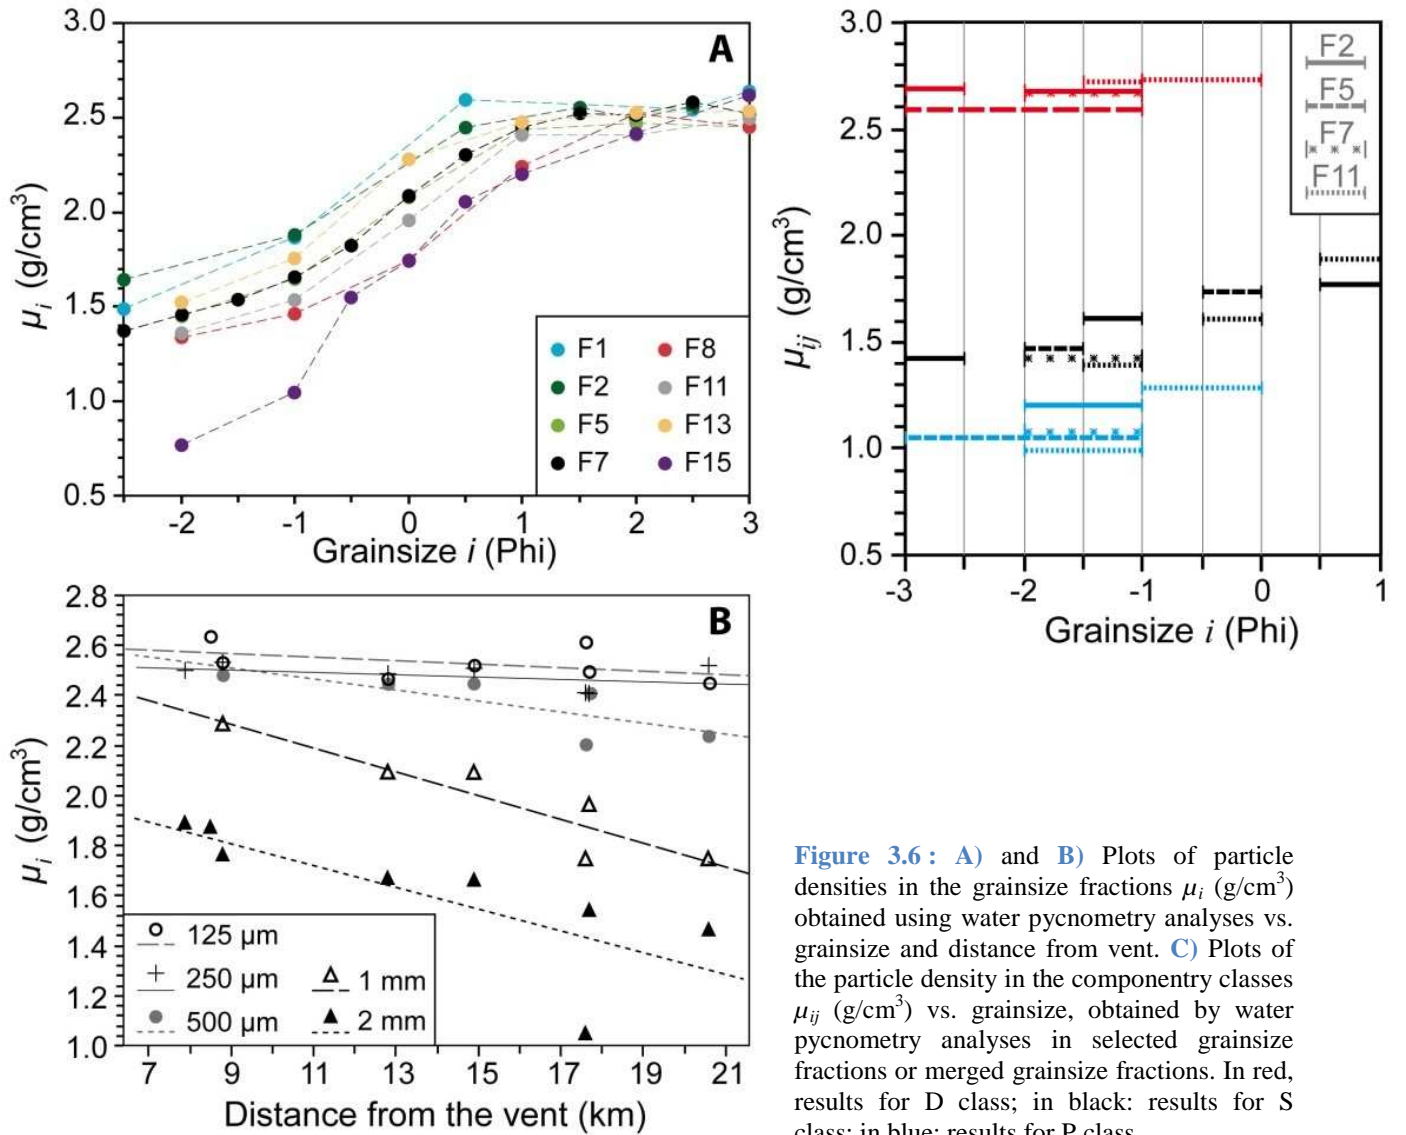 3.0
2.5
2.0
1.5
1.0
0.5
μi (g/cm3)
A
F1
F2
F5
F7
F8
F11
F13
F15
-2
-1
0
1
2
3
Grainsize i (Phi)
3.0
2.5
2.0
1.5
1.0
0.5
μij (g/cm3)
F2
F5
F7
F11
-3
-2
-1
0
1
Grainsize i (Phi)
2.8
2.6
2.4
2.2
2.0
1.8
1.6
1.4
1.2
1.0
μi (g/cm3)
B
125 μm
250 μm
500 μm
1 mm
2 mm
7
9
11
13
15
17
19
21
Distance from the vent (km)
Figure 3.6 : A) and B) Plots of particle
densities in the grainsize fractions μi (g/cm3)
obtained using water pycnometry analyses vs.
grainsize and distance from vent. C) Plots of
the particle density in the componentry classes
μij (g/cm3) vs. grainsize, obtained by water
pycnometry analyses in selected grainsize
fractions or merged grainsize fractions. In red,
results for D class; in black: results for S
class; in blue: results for P class.